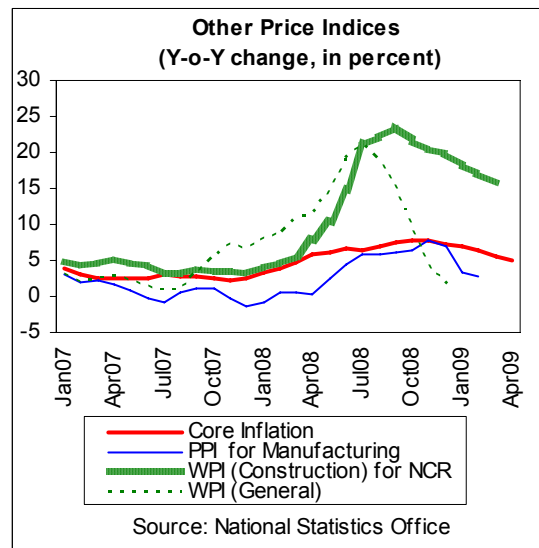 Other Price Indices
(Y-o-Y change, in percent)
30
25
20
15
10
5
0
-5
Jan07
Apr07
Jul07
Oct07
Jan08
Apr08
Jul08
Oct08
Jan09
Apr09
Core Inflation
PPI for Manufacturing
WPI (Construction) for NCR
WPI (General)
Source: National Statistics Office